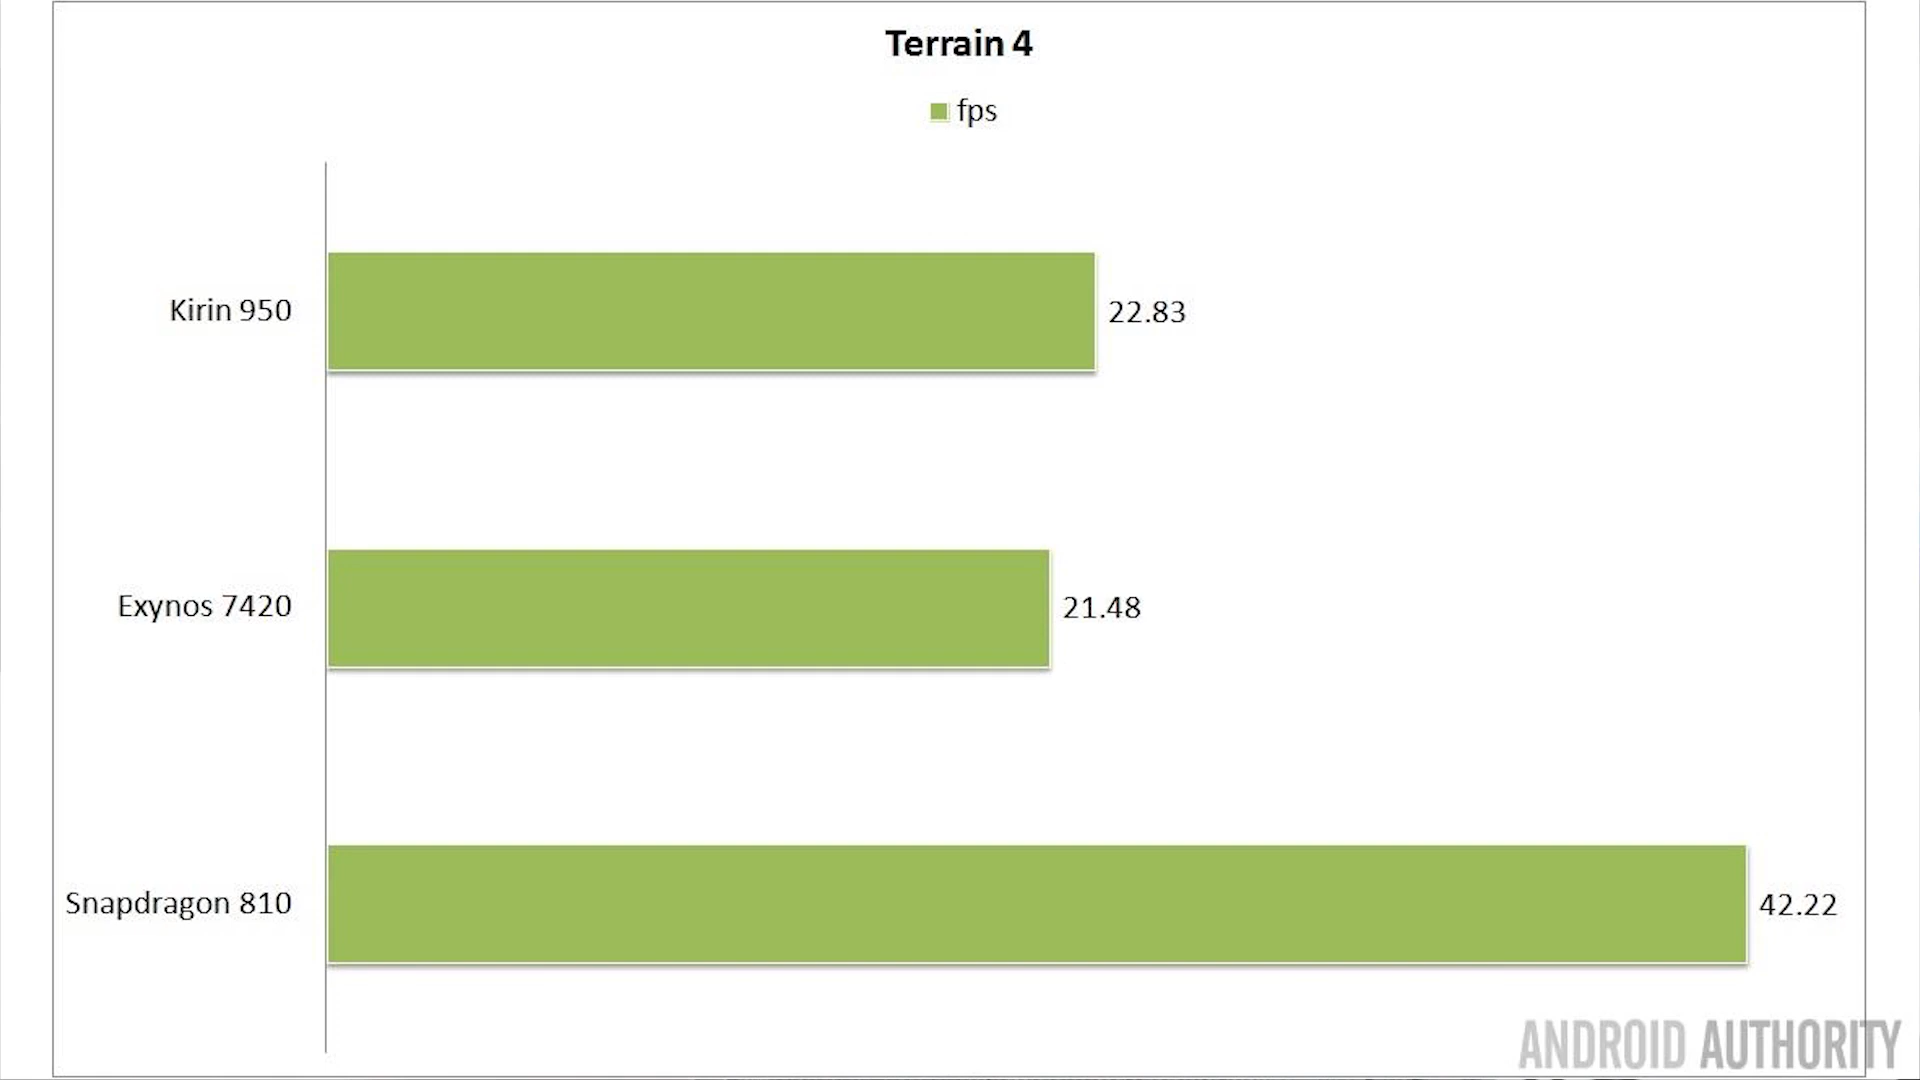 Terrain 4
fps
Kirin 950
22.83
Exynos 7420
21.48
Snapdragon 810
42.22
ANDROID AUTHORITY